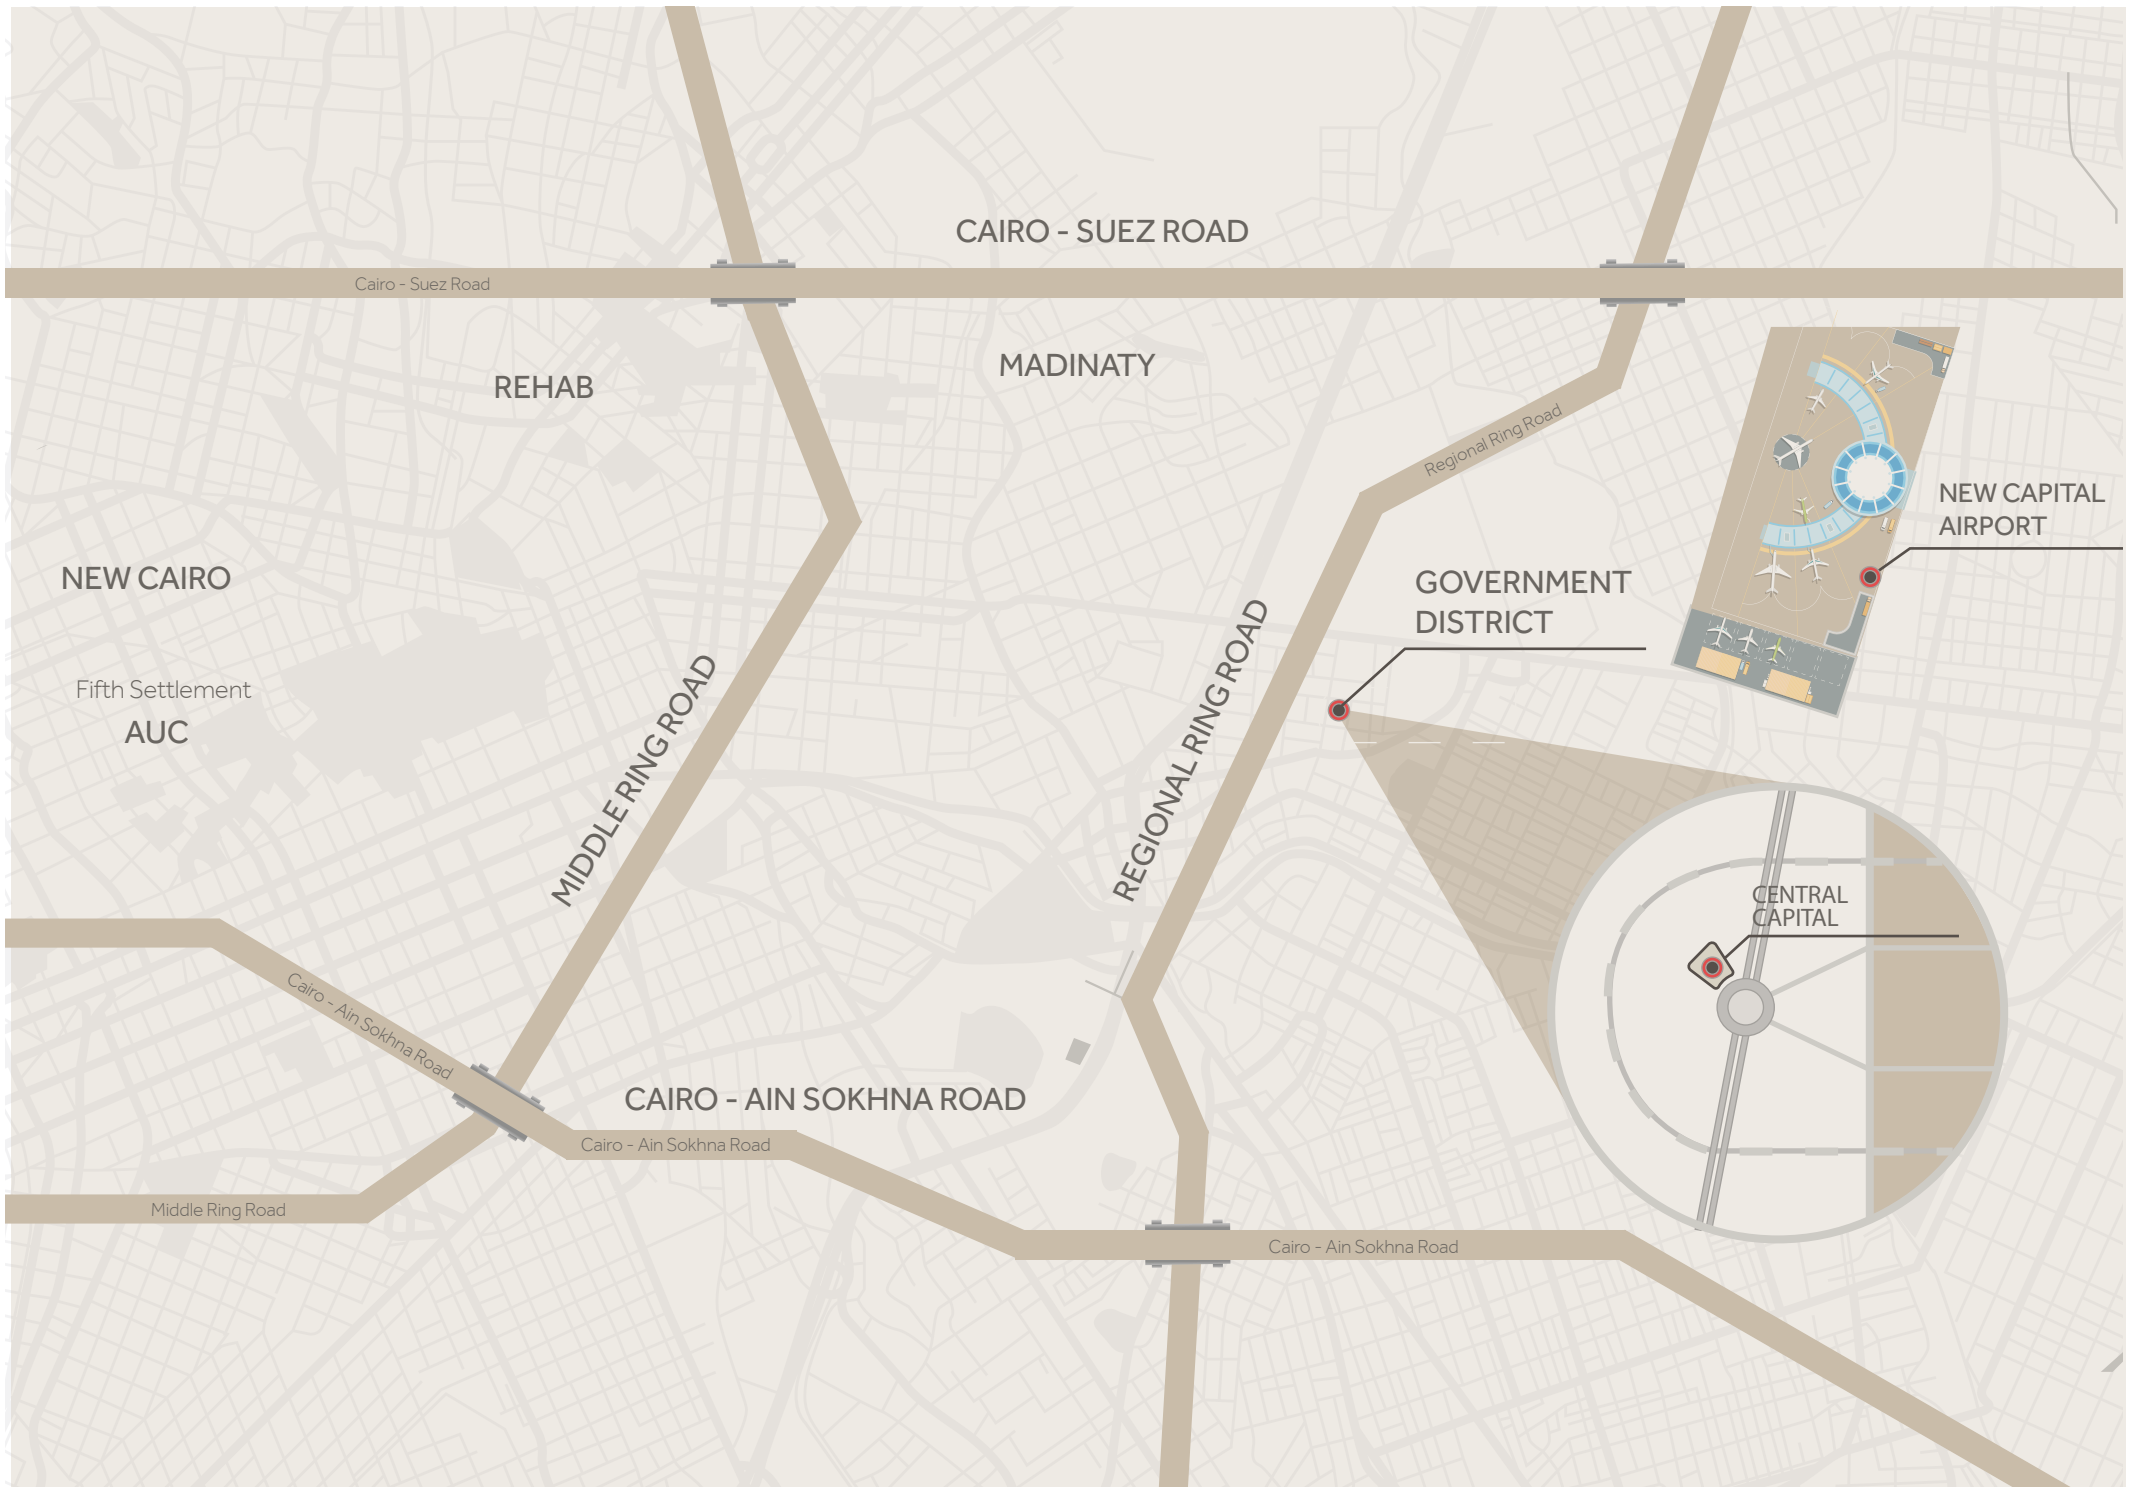 CAIRO - SUEZ ROAD
Cairo - Suez Road
MADINATY
REHAB
Regional Ring Road
NEW CAPITAL
AIRPORT
NEW CAIRO
GOVERNMENT
DISTRICT
Fifth Settlement
AUC
MIDDLE RING ROAD
REGIONAL RING ROAD
CENTRAL
CAPITAL
Cairo - Ain Sokhna Road
CAIRO - AIN SOKHNA ROAD
Cairo - Ain Sokhna Road
Middle Ring Road
Cairo - Ain Sokhna Road